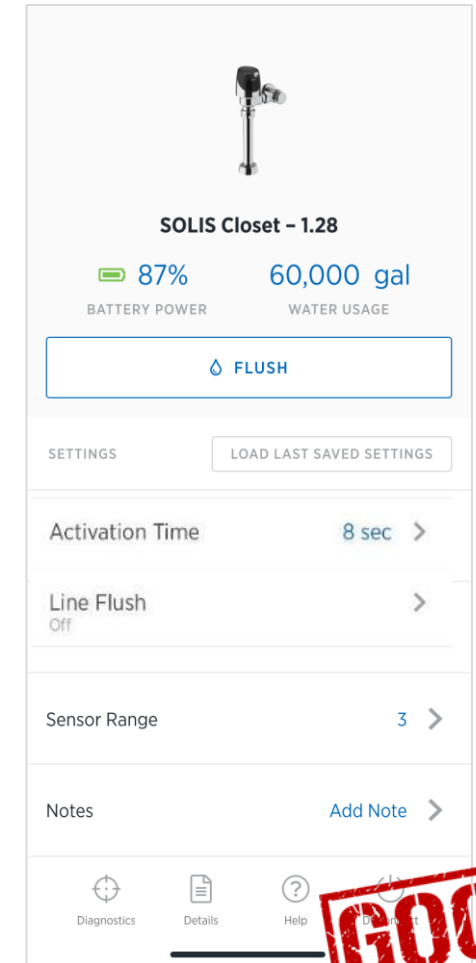 SOLIS Closet – 1.28
87% 60,000 gal
BATTERY POWER WATER USAGE
FLUSH
SETTINGS LOAD LAST SAVED SETTINGS
Activation Time 8 sec
Line Flush
Off
Sensor Range 3
Notes Add Note
Diagnostics Details Help